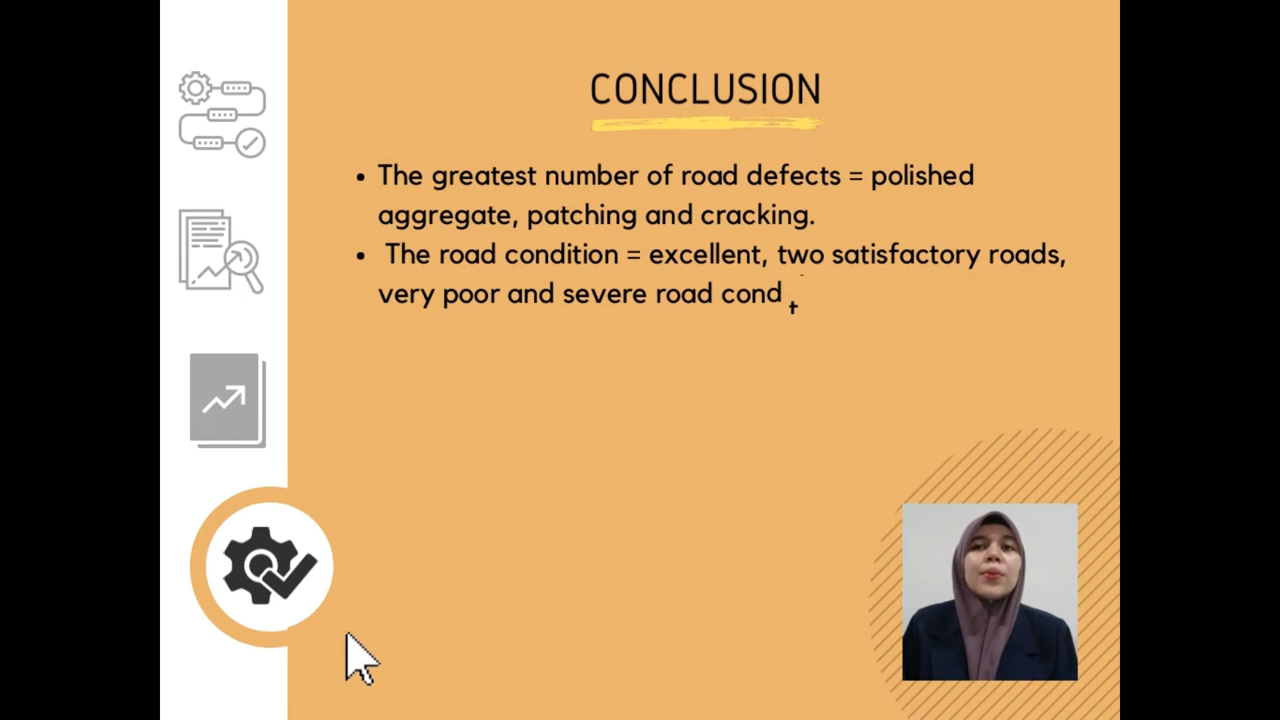 CONCLUSION
• The greatest number of road defects = polished
aggregate, patching and cracking.
• The road condition = excellent, two satisfactory roads,
very poor and severe road cond t